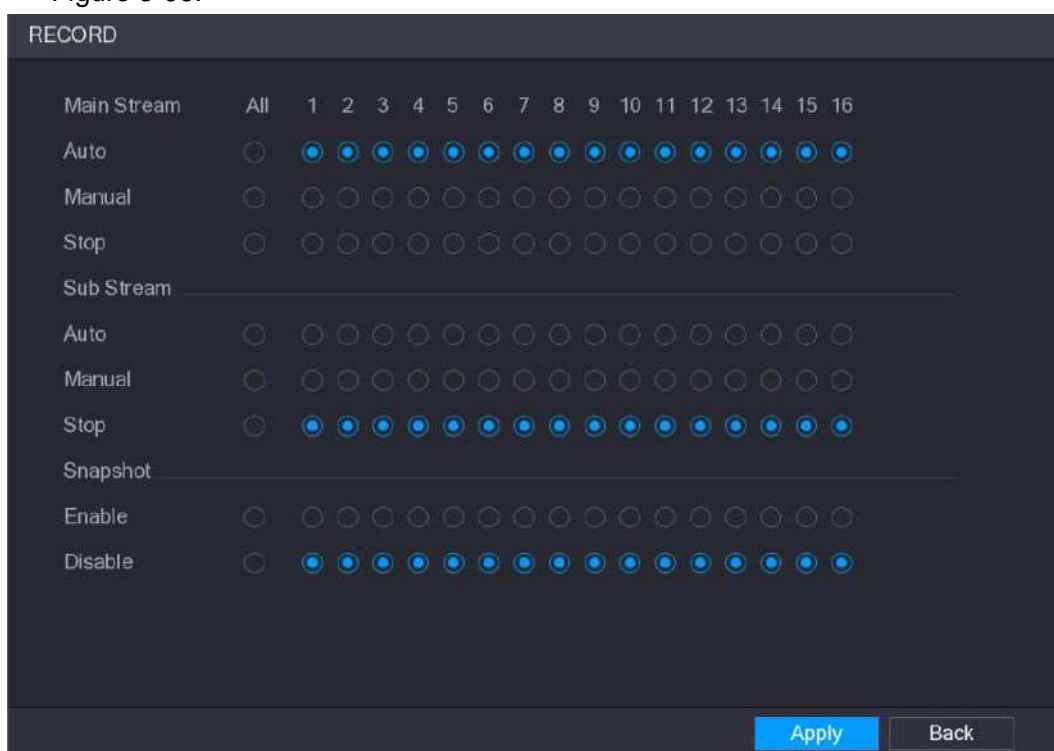 RECORD
Main Stream All 1 2 3 4 5 6 7 8 9 10 11 12 13 14 15 16
Auto
Manual
Stop
Sub Stream
Auto
Manual
Stop
Snapshot
Enable
Disable
Apply Back